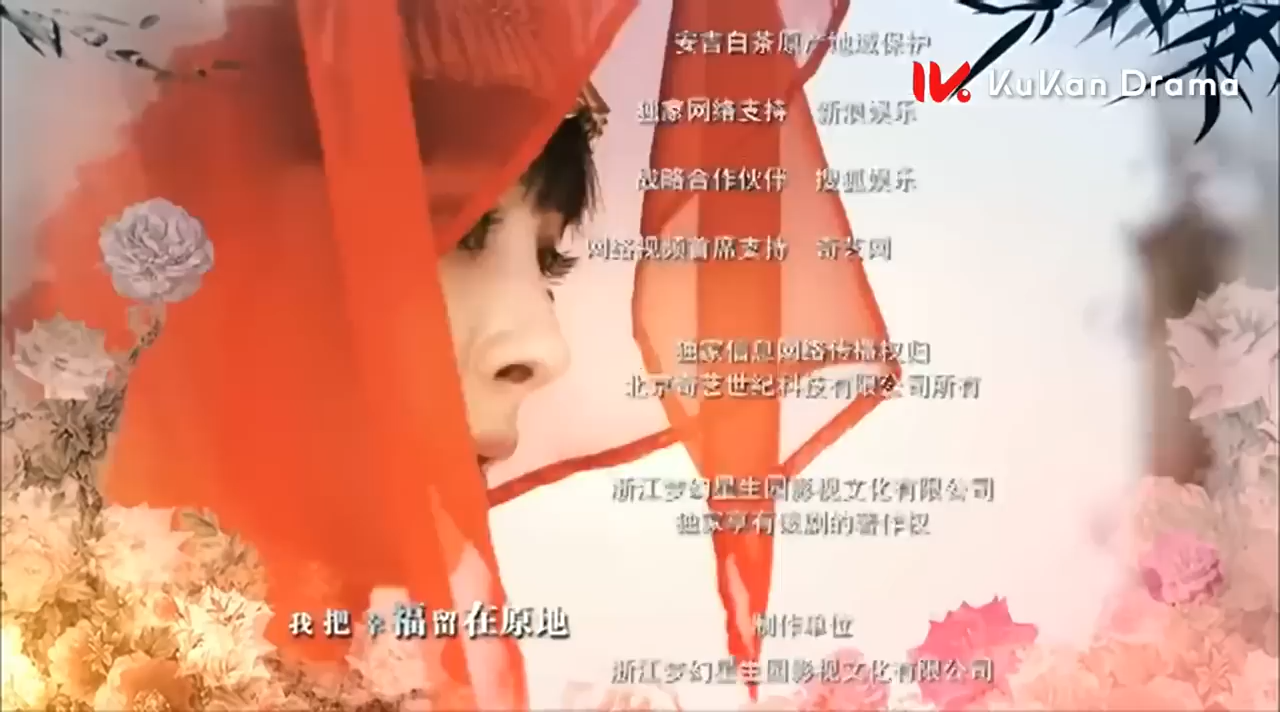 安吉白茶原产地域保护
KuKan Drama
独家网络支持 新浪娱乐
战略合作伙伴 搜狐娱乐
网络视频首席支持 奇艺网
独家信息网络传播权归
北京奇艺世纪科技有限公司所有
浙江梦幻星生园影视文化有限公司
独家享有该剧的著作权
我把幸福留在原地
制作单位
浙江梦幻星生园影视文化有限公司